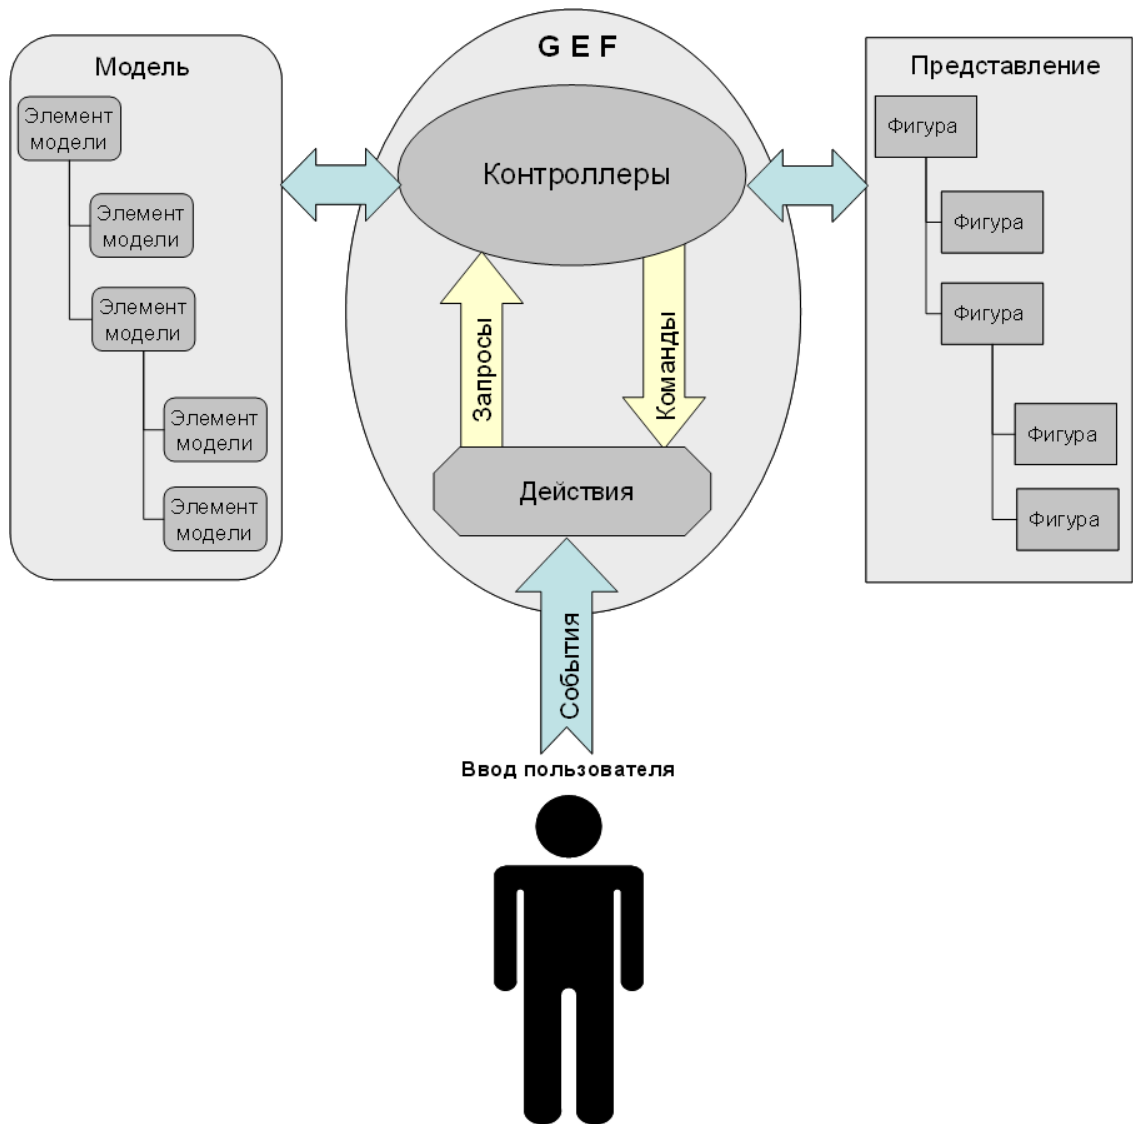 Модель
Элемент
модели
Элемент
модели
Элемент
модели
Элемент
модели
Элемент
модели
G E F
Контроллеры
Запросы
Команды
Действия
События
Ввод пользователя
Представление
Фигура
Фигура
Фигура
Фигура
Фигура